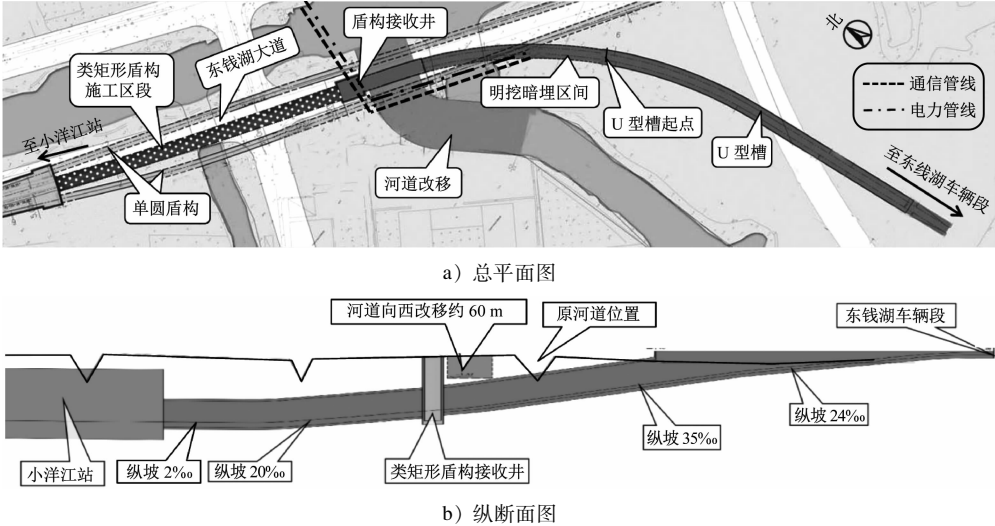 盾构接收井
北
东钱湖大道
类矩形盾构
施工区段
通信管线
电力管线
明挖暗埋区间
U 型槽起点
至小洋江站
U 型槽
河道改移
至东线湖车辆段
单圆盾构
a）总平面图
河道向西改移约 60 m
原河道位置
东钱湖车辆段
纵坡 24‰
纵坡 35‰
小洋江站
纵坡 2‰
纵坡 20‰
类矩形盾构接收井
b）纵断面图